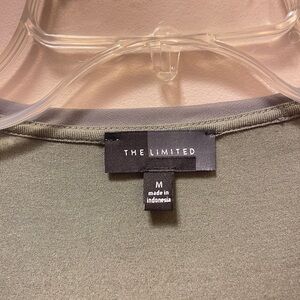 THE LIMITED
M
made in
indonesia